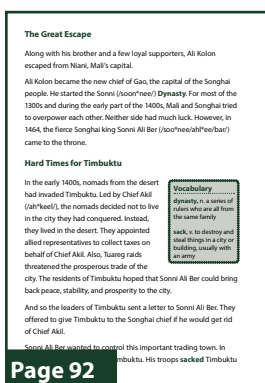 The Great Escape
Along with his brother and a few loyal supporters, Ali Kolon
escaped from Niani, Mali's capital.
Ali Kolon became the new chief of Gao, the capital of the Songhai
people. He started the Sonni (/soon*nee/) Dynasty. For most of the
1300s and during the early part of the 1400s, Mali and Songhai tried
to overpower each other. Neither side had much luck. However, in
1464, the fierce Songhai king Sonni Ali Ber (/soo*nee/ahl*ee/bar/)
came to the throne.
Hard Times for Timbuktu
In the early 1400s, nomads from the desert
had invaded Timbuktu. Led by Chief Akil
(/ah*keel/), the nomads decided not to live
in the city they had conquered. Instead,
they lived in the desert. They appointed
allied representatives to collect taxes on
behalf of Chief Akil. Also, Tuareg raids
threatened the prosperous trade of the
city. The residents of Timbuktu hoped that Sonni Ali Ber could bring
back peace, stability, and prosperity to the city.
Vocabulary
dynasty, n. a series of
rulers who are all from
the same family
sack, v. to destroy and
steal things in a city or
building, usually with
an army
And so the leaders of Timbuktu sent a letter to Sonni Ali Ber. They
offered to give Timbuktu to the Songhai chief if he would get rid
of Chief Akil.
Sonni Ali Ber wanted to control this important trading town. In
mbuktu. His troops sacked Timbuktu
Page 92